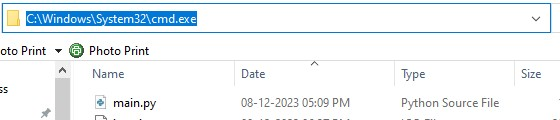 C:\Windows\System32\cmd.exe
hoto Print Photo Print
ss Name Date Type Size
main.py 08-12-2023 05:09 PM Python Source File